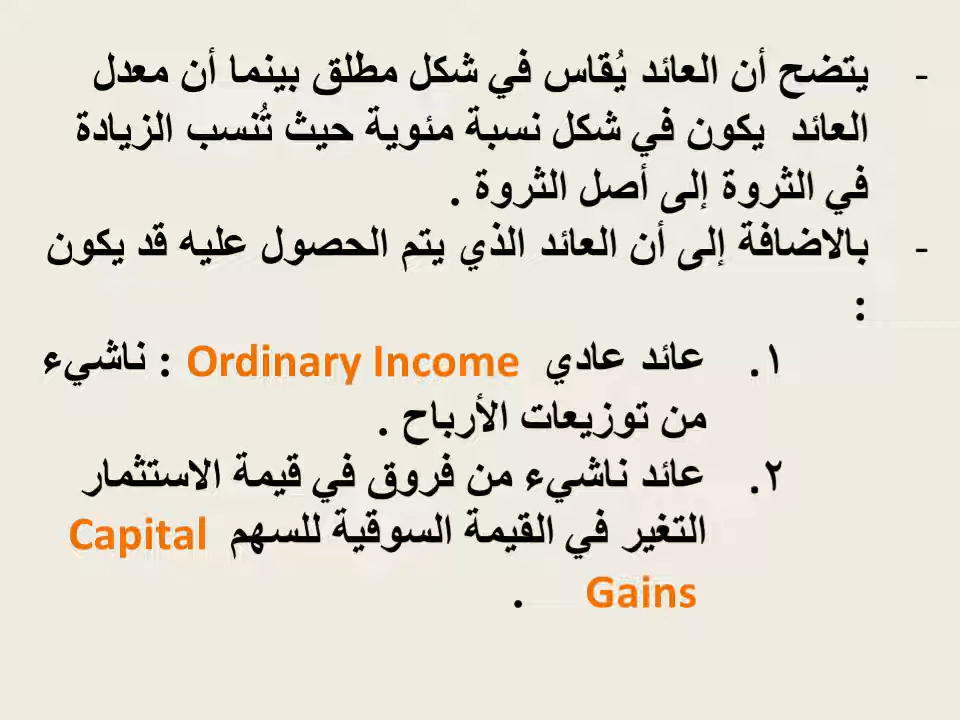 - يتضح أن العائد يُقاس في شكل مطلق بينما أن معدل
العائد يكون في شكل نسبة مئوية حيث تُنسب الزيادة
في الثروة إلى أصل الثروة .
- بالاضافة إلى أن العائد الذي يتم الحصول عليه قد يكون
:
١. عائد عادي Ordinary Income : ناشيء
من توزيعات الأرباح .
٢. عائد ناشيء من فروق في قيمة الاستثمار
التغير في القيمة السوقية للسهم Capital
Gains .